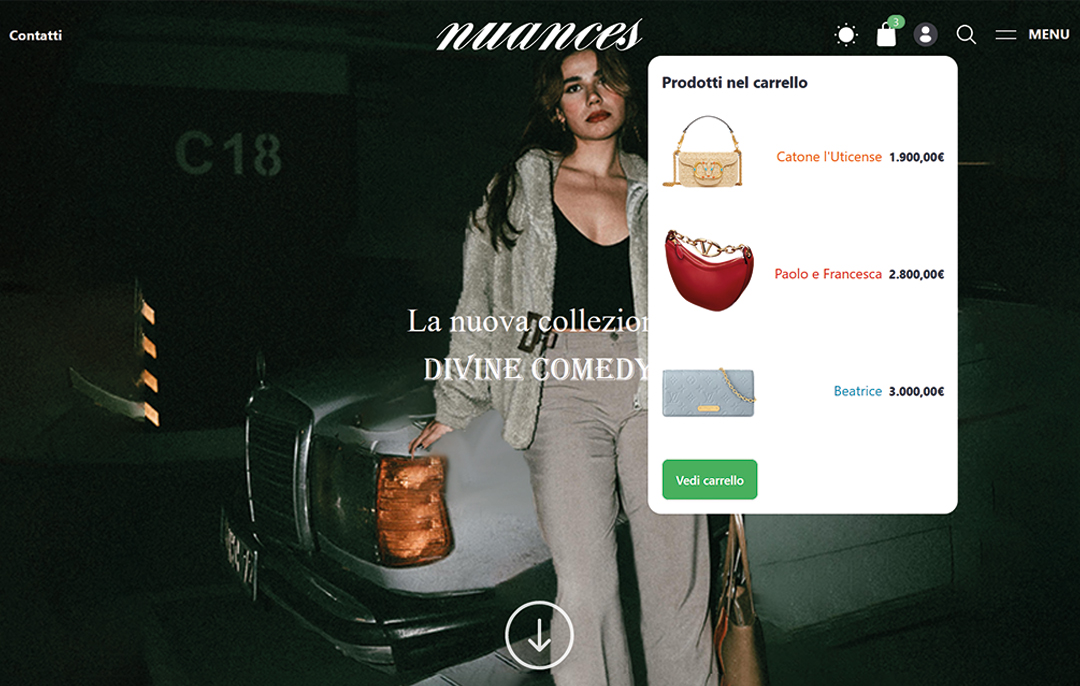 Contatti
nuances
3
MENU
Prodotti nel carrello
C18
Catone l'Uticense 1.900,00€
Paolo e Francesca 2.800,00€
La nuova collezion
DIVINE COMEDY
Beatrice 3.000,00€
Vedi carrello